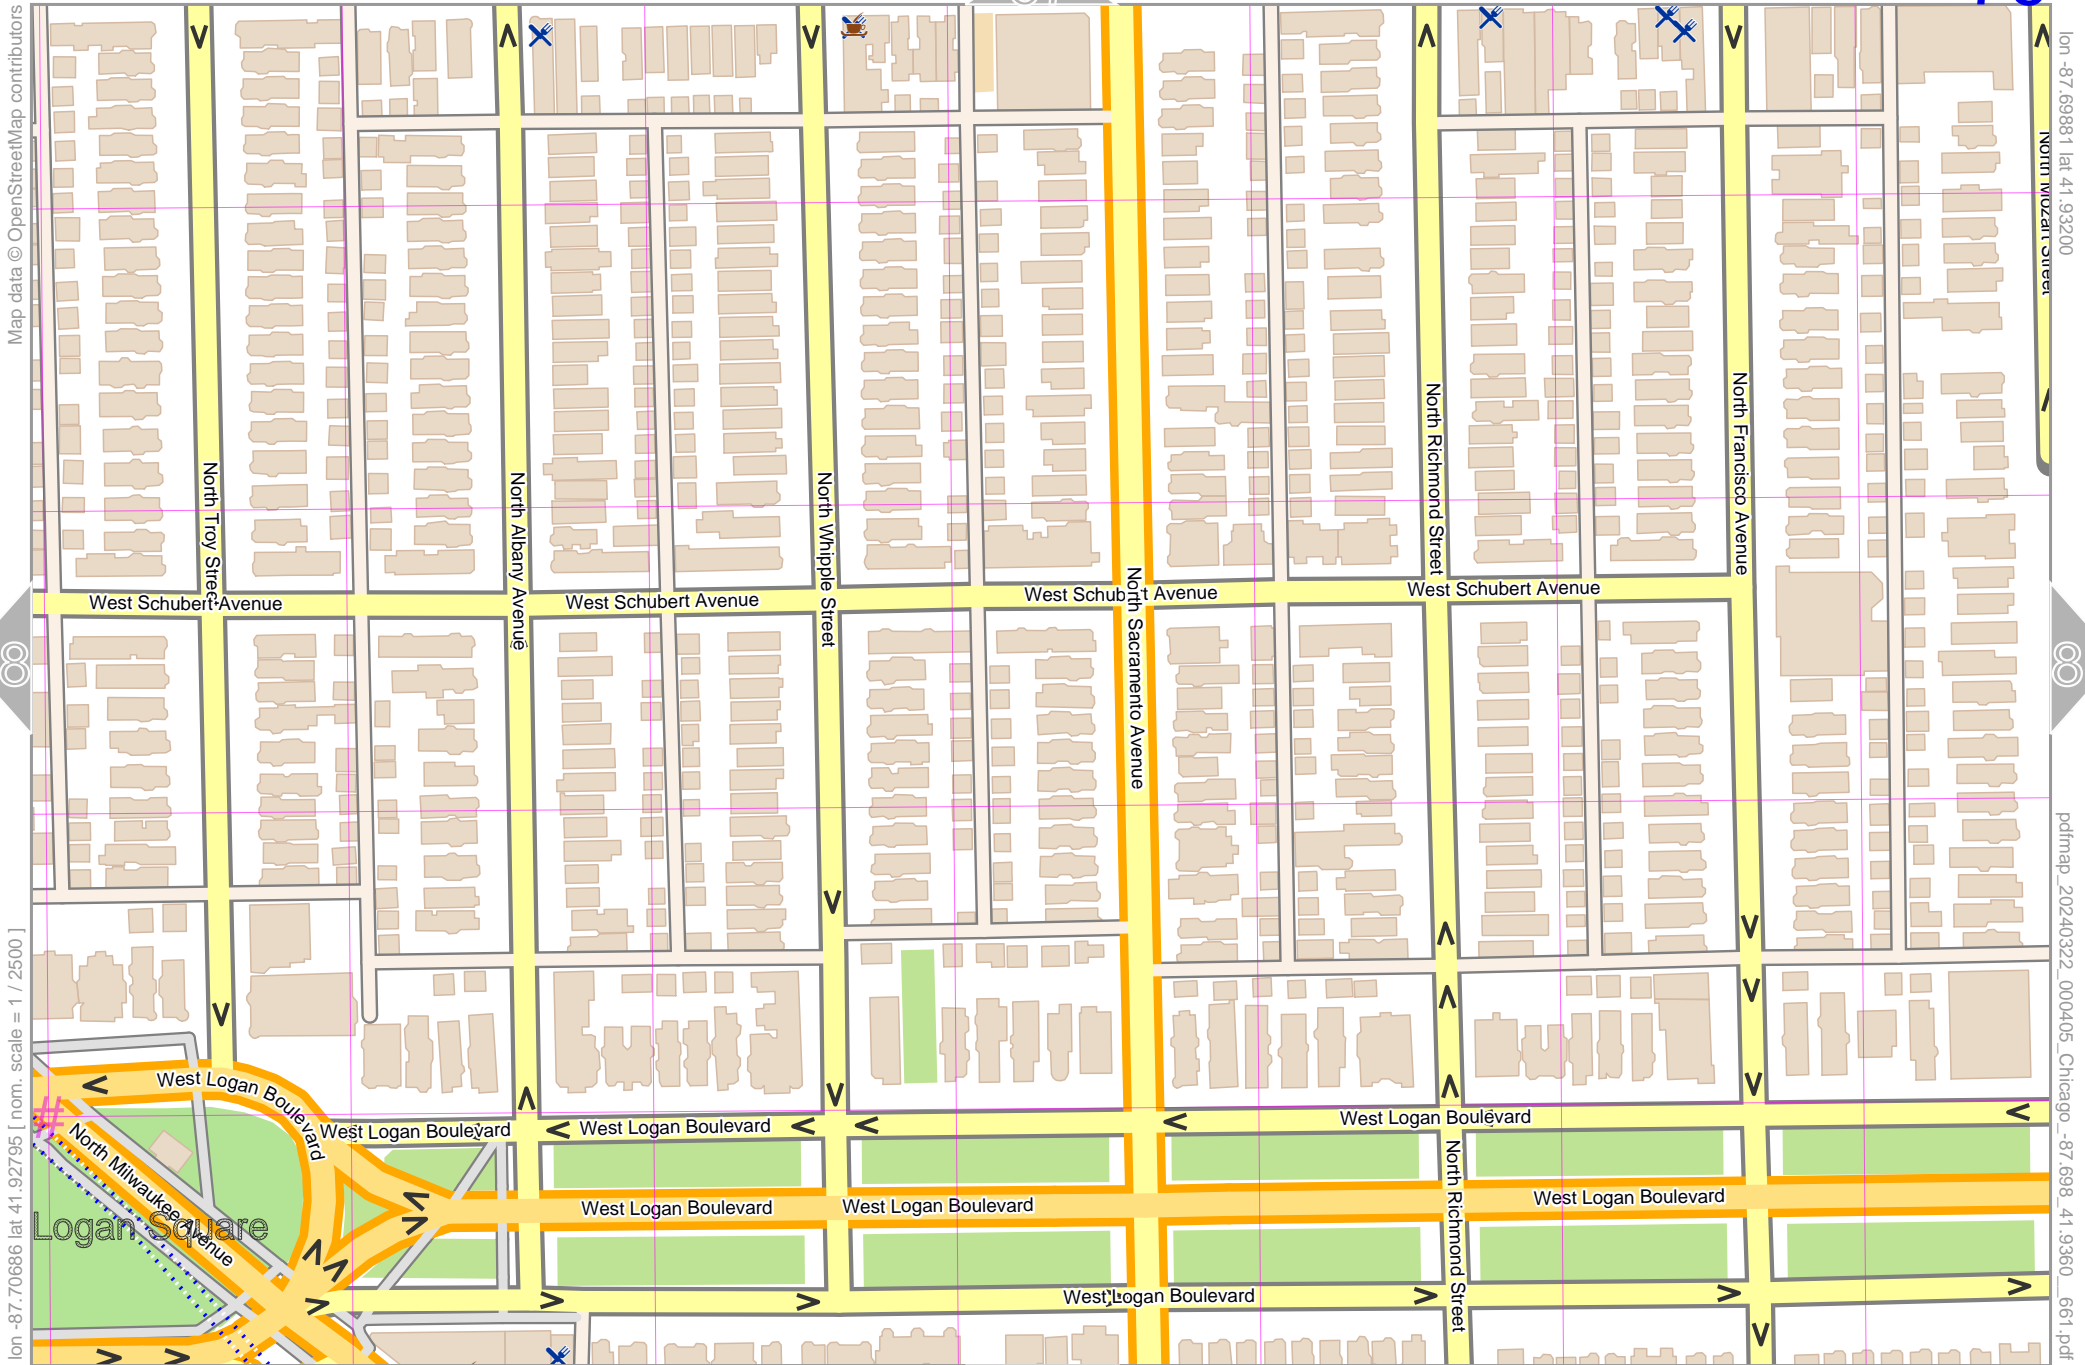 Map data © OpenStreetMap contributors
lon -87.69881 lat 41.93200
North Mozart Street
North Richmond Street
North Francisco Avenue
North Troy Street
North Albany Avenue
North Whipple Street
North Sacramento Avenue
West Schubert Avenue
West Schubert Avenue
West Schubert Avenue
West Schubert Avenue
8
8
pdfmap_20240322_000405_Chicago_-87.698_41.9360__661.pdf
lon -87.70686 lat 41.92795 [ nom. scale = 1 / 2500 ]
West Logan Boulevard
West Logan Boulevard
West Logan Boulevard
West Logan Boulevard
North Milwaukee Avenue
Logan Square
West Logan Boulevard
West Logan Boulevard
West Logan Boulevard
North Richmond Street
West Logan Boulevard